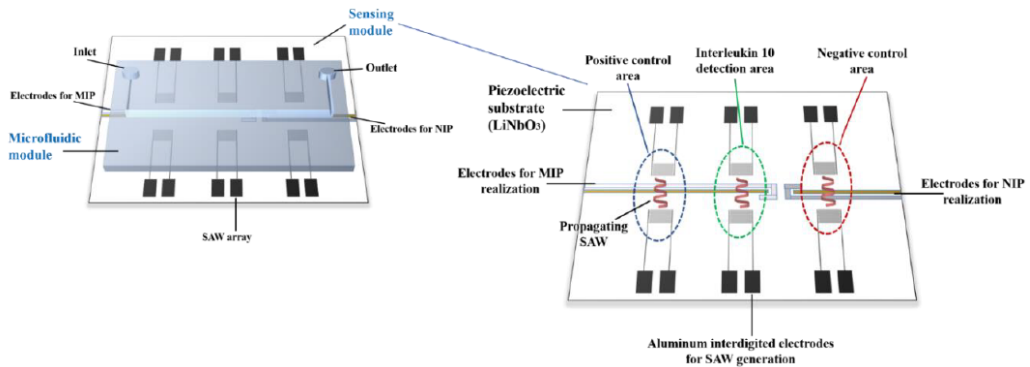 Sensing
module
Inlet
Outlet
Electrodes for MIP
Electrodes for NIP
Microfluidic
module
SAW array
Positive control
area
Interleukin 10
detection area
Negative control
area
Piezoelectric
substrate
(LiNbO₃)
Electrodes for MIP
realization
Electrodes for NIP
realization
Propagating
SAW
Aluminum interdigited electrodes
for SAW generation